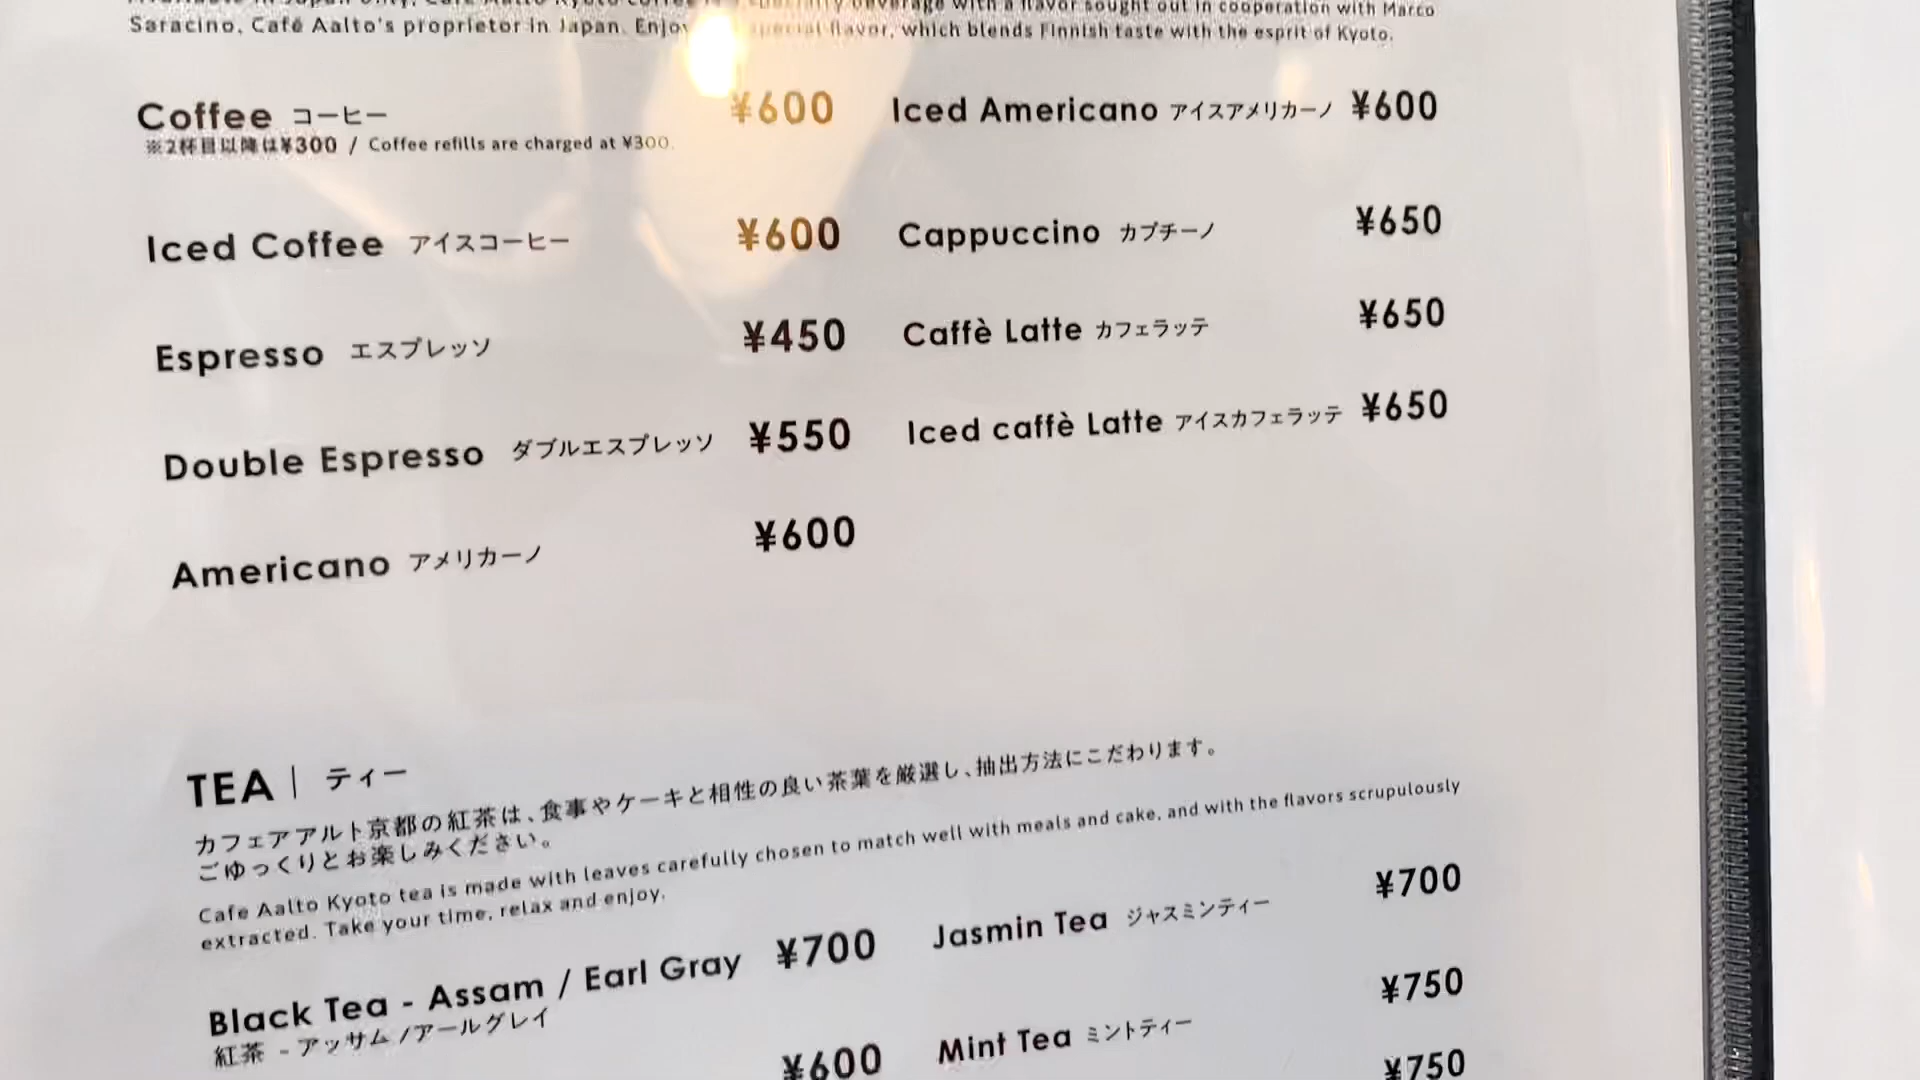 Saracino, Café Aalto's proprietor in Japan. Enjoy special flavor, which blends Finnish taste with the esprit of Kyoto.
Coffee コーヒー ¥600
※2杯目以降は¥300 / Coffee refills are charged at ¥300.
Iced Coffee アイスコーヒー ¥600
Espresso エスプレッソ ¥450
Double Espresso ダブルエスプレッソ ¥550
Americano アメリカーノ ¥600
Iced Americano アイスアメリカーノ ¥600
Cappuccino カプチーノ ¥650
Caffè Latte カフェラッテ ¥650
Iced caffè Latte アイスカフェラッテ ¥650
TEA | ティー
カフェアアルト京都の紅茶は、食事やケーキと相性の良い茶葉を厳選し、抽出方法にこだわります。
ごゆっくりとお楽しみください。
Cafe Aalto Kyoto tea is made with leaves carefully chosen to match well with meals and cake, and with the flavors scrupulously
extracted. Take your time, relax and enjoy.
Black Tea - Assam / Earl Gray ¥700
紅茶 - アッサム / アールグレイ
¥600
Jasmin Tea ジャスミンティー ¥700
Mint Tea ミントティー ¥750
¥750